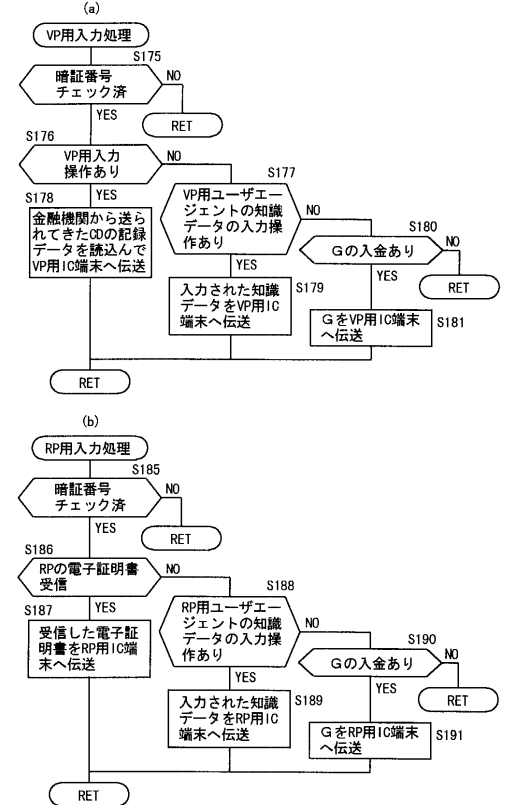 (a)
VP用入力処理
S175
暗証番号
チェック済
NO
YES
RET
S176
VP用入力
操作あり
NO
YES
S178
金融機関から送ら
れてきたCDの記録
データを読込んで
VP用IC端末へ伝送
S177
VP用ユーザエー
ジェントの知識
データの入力操
作あり
NO
YES
S179
入力された知識
データをVP用IC
端末へ伝送
S180
Gの入金あり
NO
YES
RET
GをVP用IC端末
へ伝送
S181
RET
(b)
RP用入力処理
S185
暗証番号
チェック済
NO
YES
RET
S186
RPの電子証明書
受信
NO
YES
S187
受信した電子証
明書をRP用IC端
末へ伝送
S188
RP用ユーザエー
ジェントの知識
データの入力操
作あり
NO
YES
S189
入力された知識
データをRP用IC
端末へ伝送
S190
Gの入金あり
NO
YES
RET
GをRP用IC端末
へ伝送
S191
RET